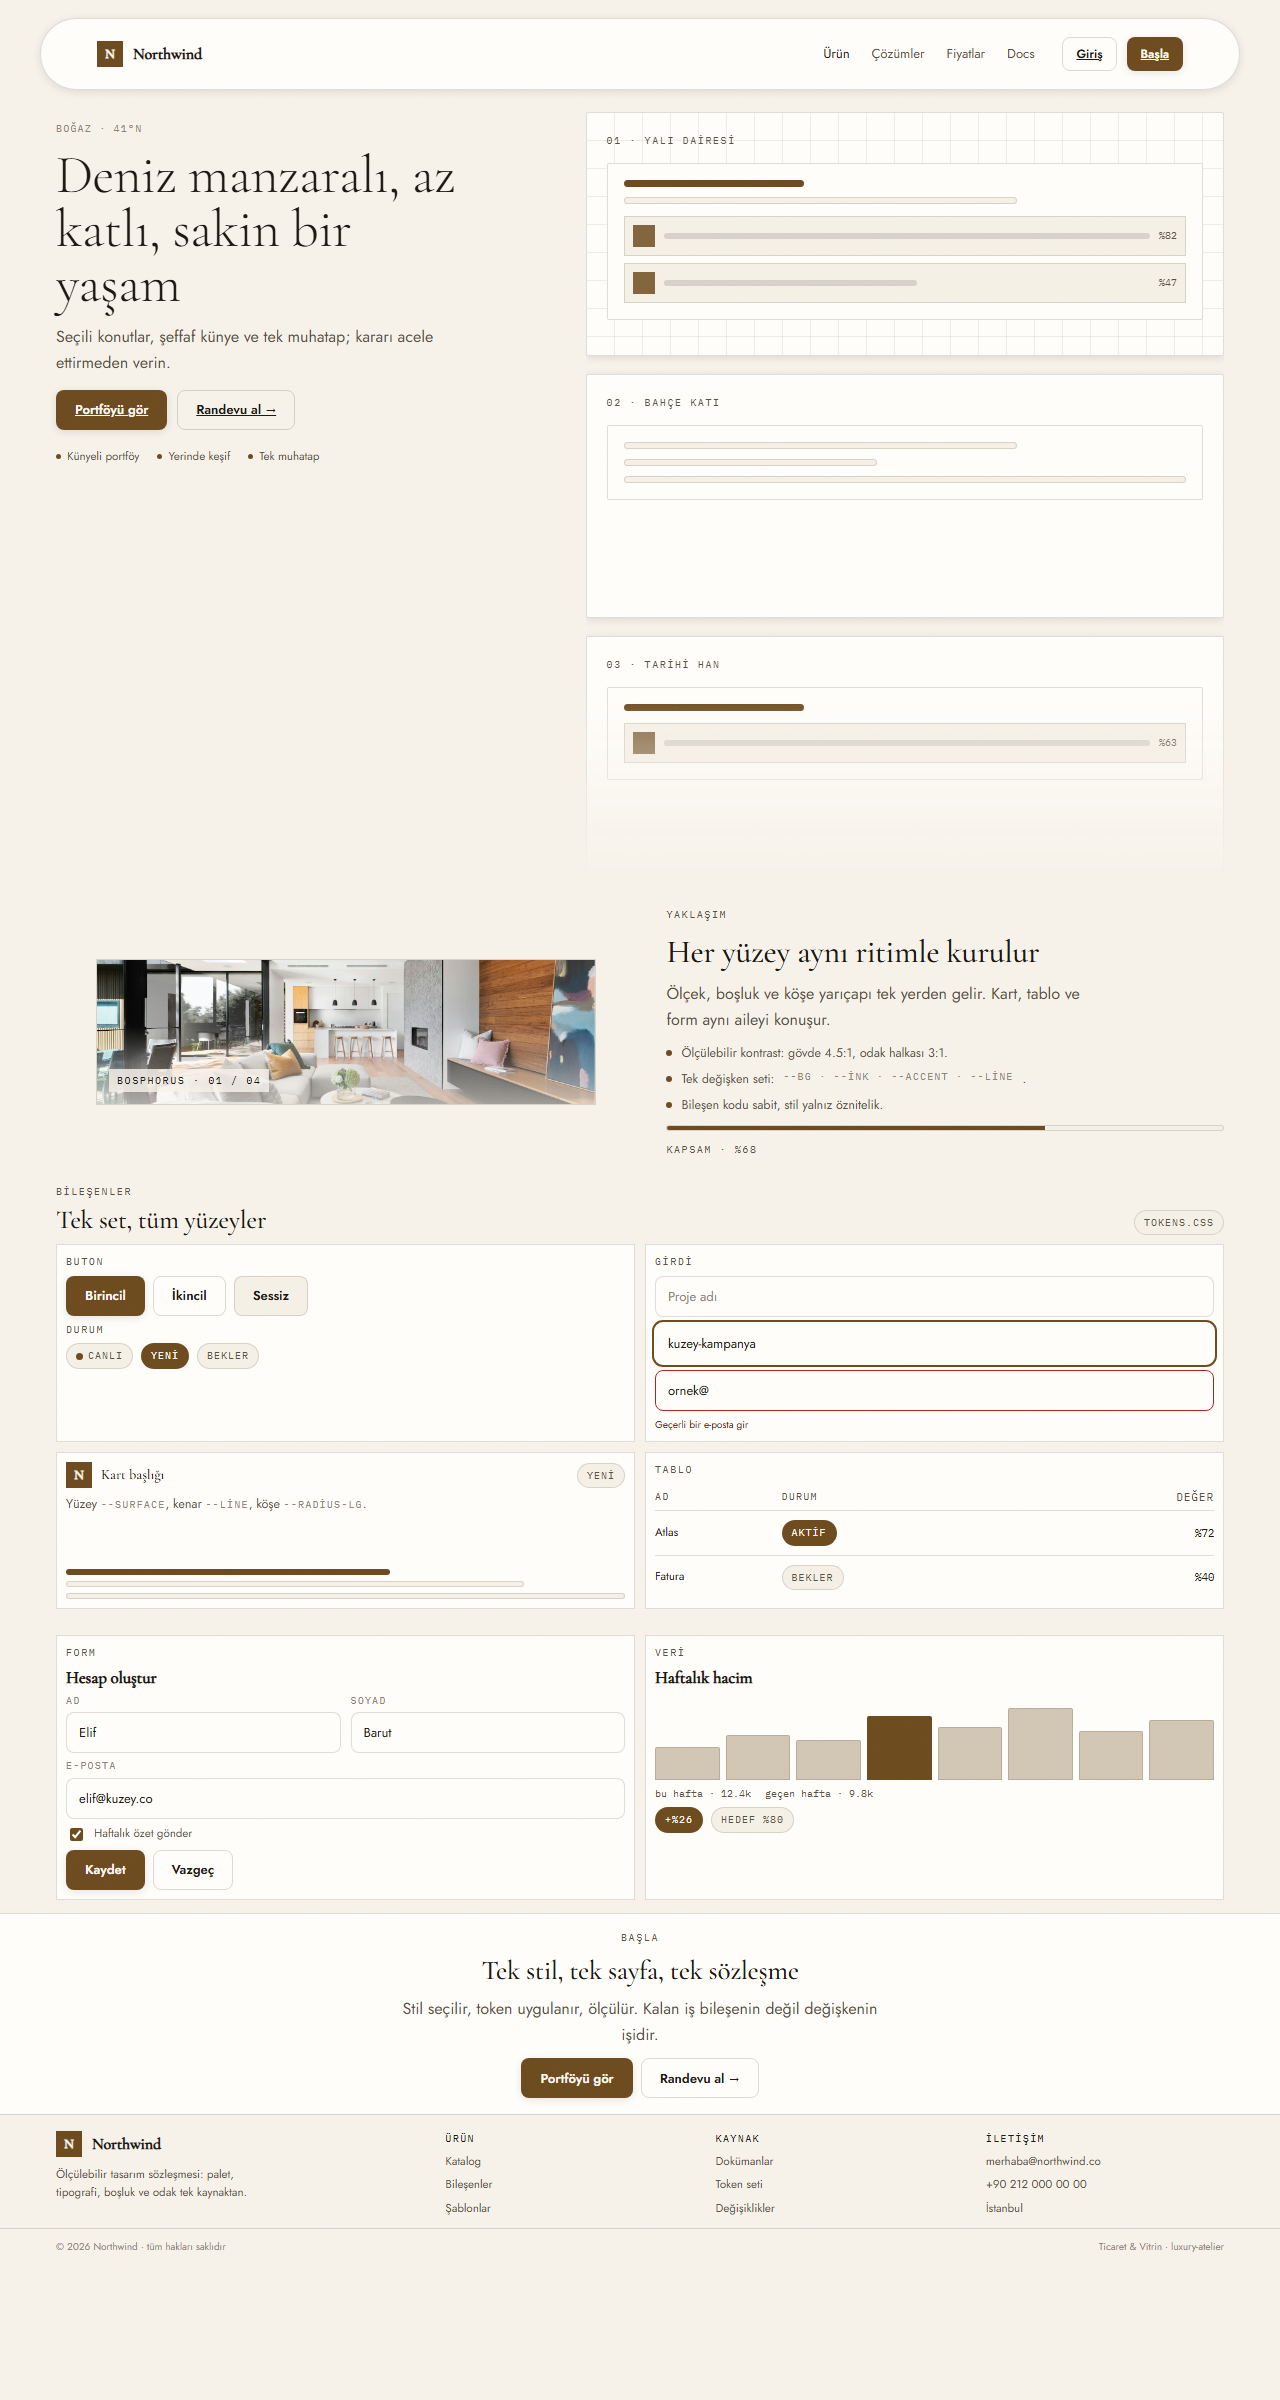 N Northwind
Ürün Çözümler Fiyatlar Docs Giriş Başla
BOĞAZ · 41°N
Deniz manzaralı, az
katlı, sakin bir
yaşam
Seçili konutlar, şeffaf künye ve tek muhatap; kararı acele
ettirmeden verin.
Portföyü gör Randevu al →
Künyeli portföy Yerinde keşif Tek muhatap
01 · YALI DAİRESİ
%82
%47
02 · BAHÇE KATI
03 · TARİHİ HAN
%63
BOSPHORUS · 01 / 04
YAKLAŞIM
Her yüzey aynı ritimle kurulur
Ölçek, boşluk ve köşe yarıçapı tek yerden gelir. Kart, tablo ve
form aynı aileyi konuşur.
Ölçülebilir kontrast: gövde 4.5:1, odak halkası 3:1.
Tek değişken seti: --BG · --İNK · --ACCENT · --LİNE .
Bileşen kodu sabit, stil yalnız öznitelik.
KAPSAM · %68
BİLEŞENLER
Tek set, tüm yüzeyler
TOKENS.CSS
BUTON
Birincil İkincil Sessiz
DURUM
CANLI YENİ BEKLER
GİRDİ
Proje adı
kuzey-kampanya
ornek@
Geçerli bir e-posta gir
N Kart başlığı YENİ
Yüzey --SURFACE, kenar --LİNE, köşe --RADİUS-LG.
TABLO
AD DURUM DEĞER
Atlas AKTİF %72
Fatura BEKLER %40
FORM
Hesap oluştur
AD SOYAD
Elif Barut
E-POSTA
elif@kuzey.co
Haftalık özet gönder
Kaydet Vazgeç
VERİ
Haftalık hacim
bu hafta · 12.4k geçen hafta · 9.8k
+%26 HEDEF %80
BAŞLA
Tek stil, tek sayfa, tek sözleşme
Stil seçilir, token uygulanır, ölçülür. Kalan iş bileşenin değil değişkenin
işidir.
Portföyü gör Randevu al →
N Northwind
Ölçülebilir tasarım sözleşmesi: palet,
tipografi, boşluk ve odak tek kaynaktan.
ÜRÜN
Katalog
Bileşenler
Şablonlar
KAYNAK
Dokümanlar
Token seti
Değişiklikler
İLETİŞİM
merhaba@northwind.co
+90 212 000 00 00
İstanbul
© 2026 Northwind · tüm hakları saklıdır
Ticaret & Vitrin · luxury-atelier